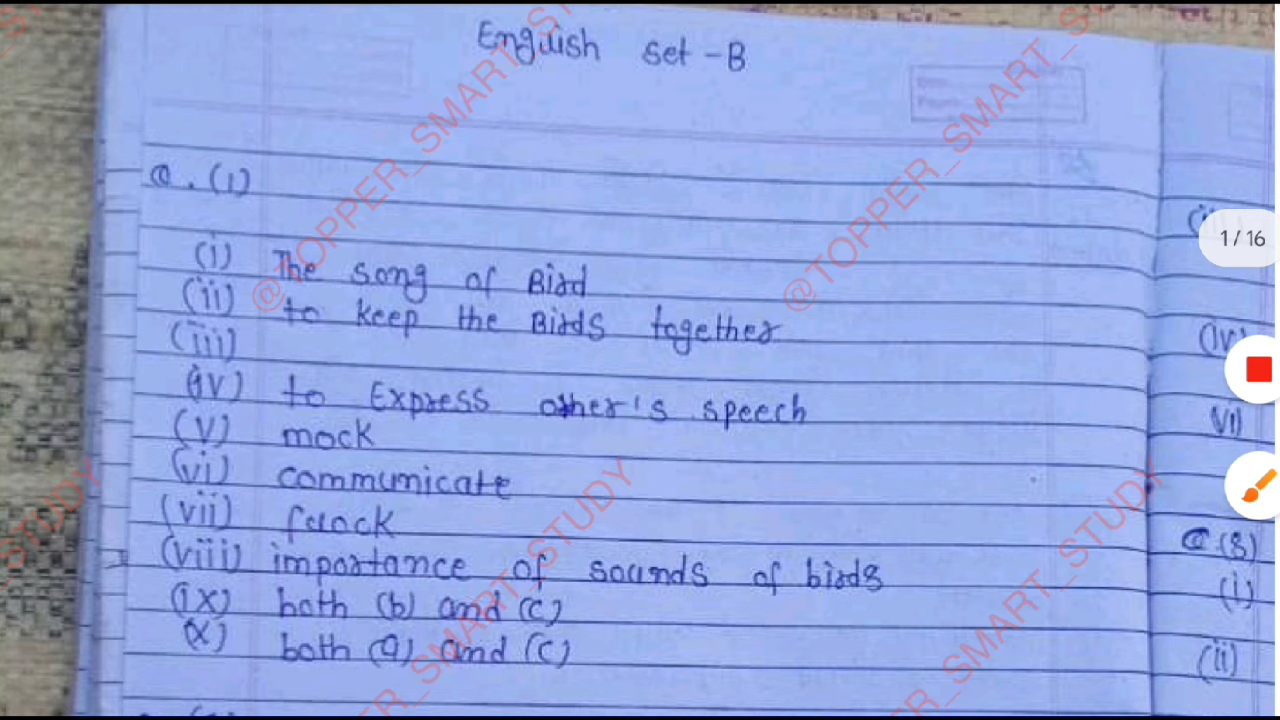 English set - B
Q. (1)
(i) The song of Bird
(ii) to keep the Birds together
(iii)
(iv) to Express other's speech
(v) mock
(vi) communicate
(vii)
(viii) importance of sounds of birds
(ix) both (b) and (c)
(x) both (a) and (c)
1 / 16
(iv)
vi)
Q.(8)
(i)
(ii)
@TOPPER_SMART_STUDY
@TOPPER_SMART_STUDY